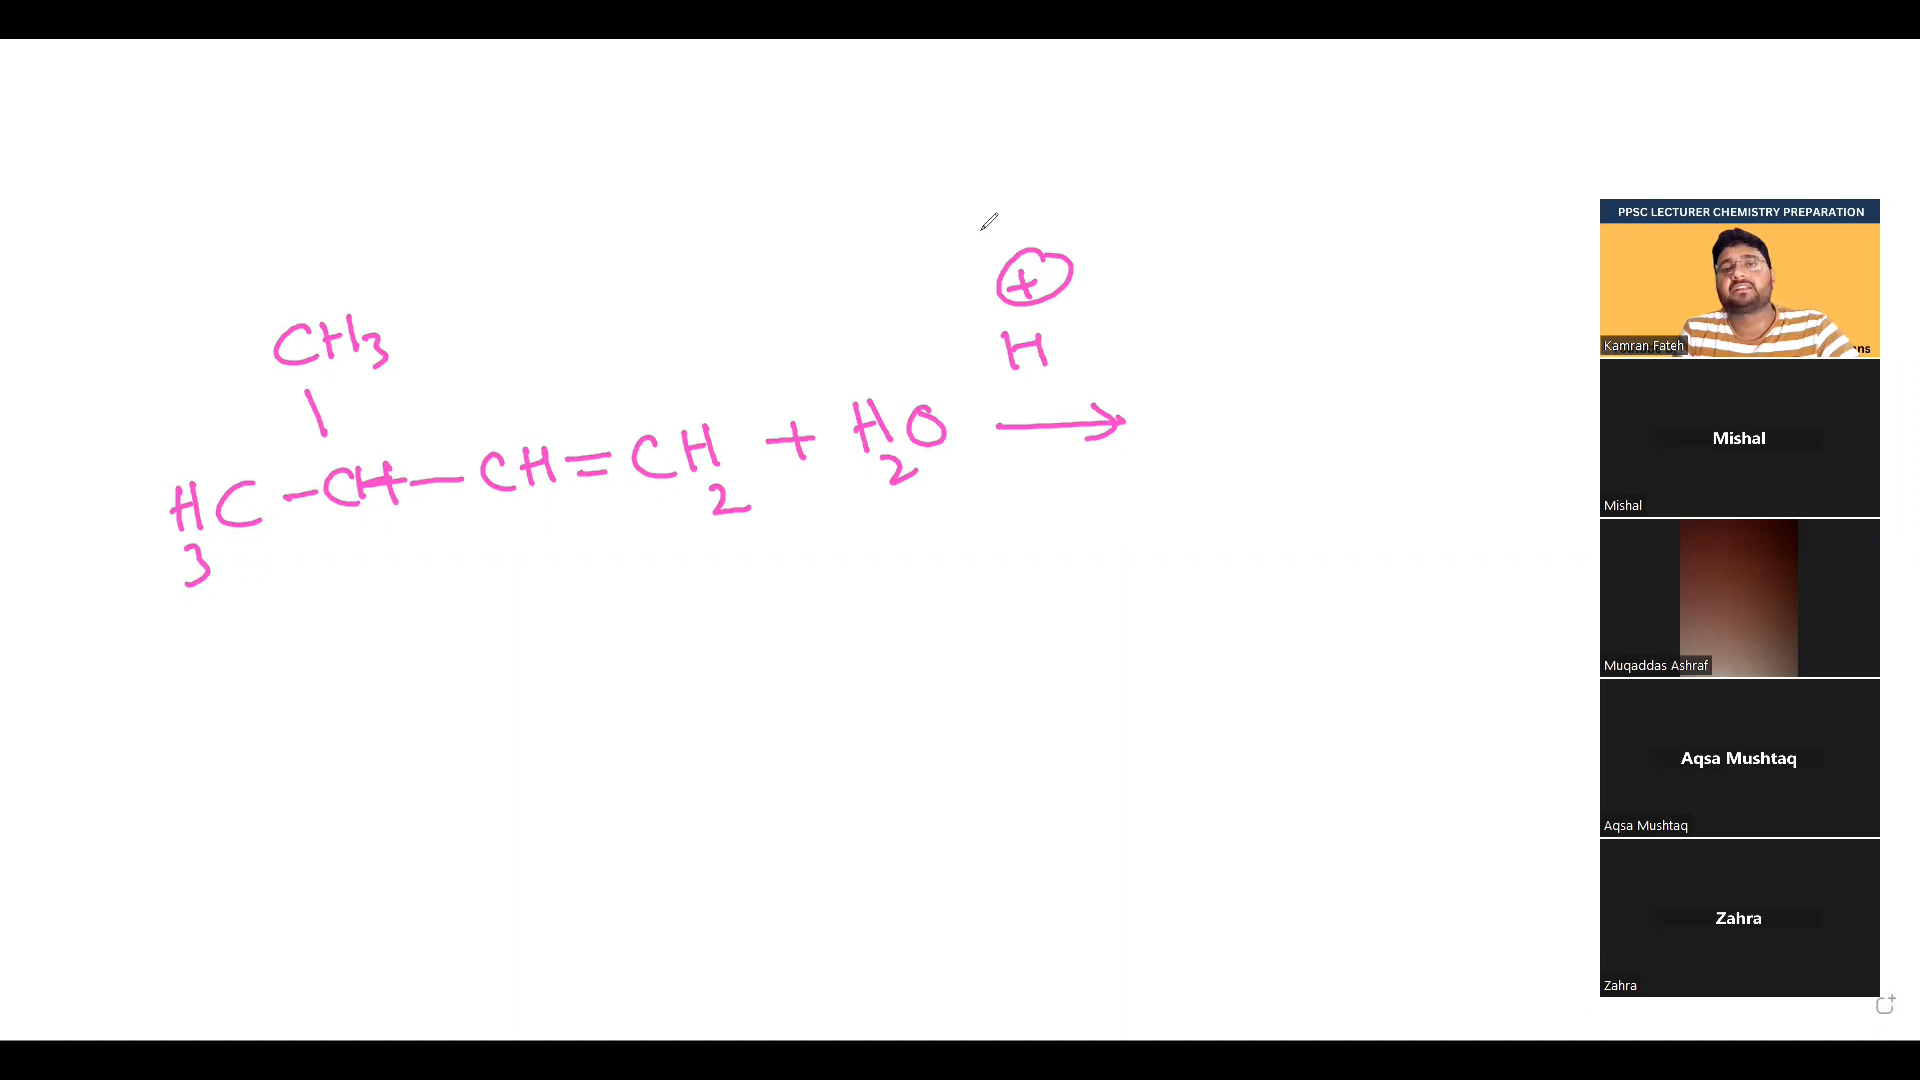 PPSC LECTURER CHEMISTRY PREPARATION
⊕
H
CH3
|
H3C-CH-CH=CH2 + H2O →
Kamran Fateh
Mishal
Mishal
Muqaddas Ashraf
Aqsa Mushtaq
Aqsa Mushtaq
Zahra
Zahra